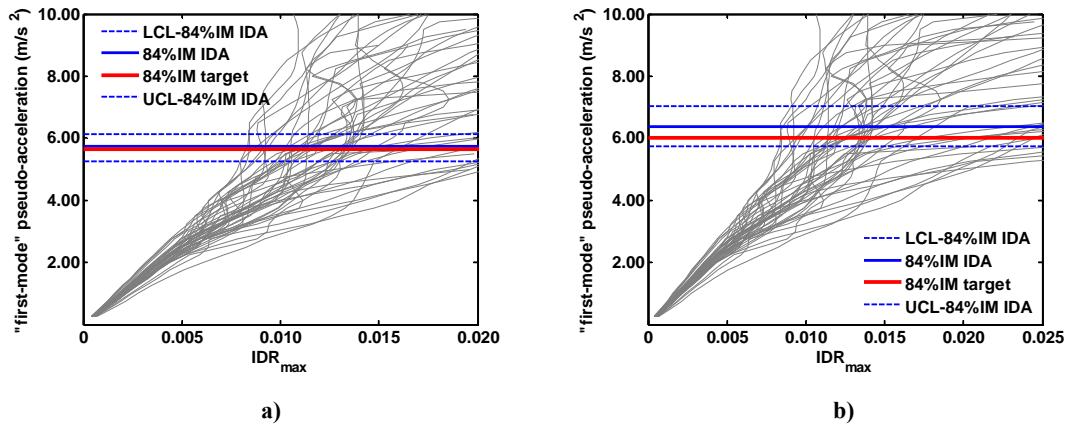 "first-mode" pseudo-acceleration (m/s 2)
10.00
8.00
6.00
4.00
2.00
LCL-84%IM IDA
84%IM IDA
84%IM target
UCL-84%IM IDA
0 0.005 0.010 0.015 0.020
IDRmax
a)
"first-mode" pseudo-acceleration (m/s 2)
10.00
8.00
6.00
4.00
2.00
LCL-84%IM IDA
84%IM IDA
84%IM target
UCL-84%IM IDA
0 0.005 0.010 0.015 0.020 0.025
IDRmax
b)